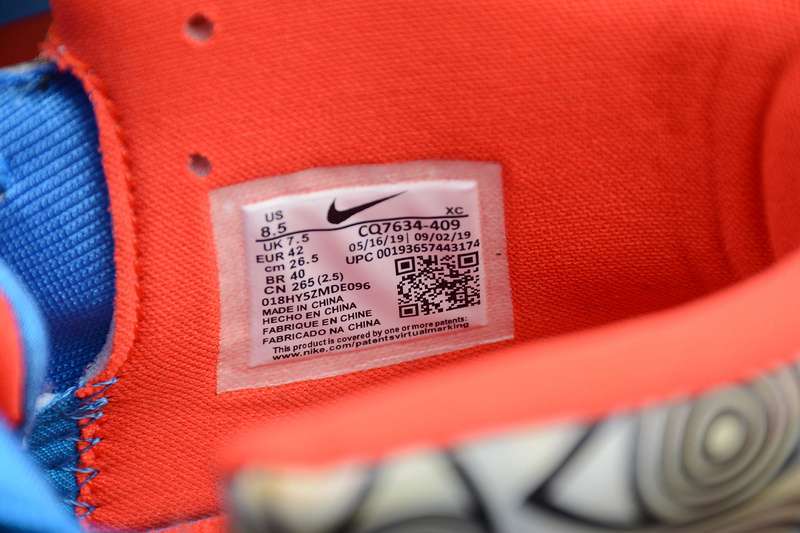 US XC
8.5 CQ7634-409
UK 7.5 05/16/19| 09/02/19
EUR 42 UPC 00193657443174
cm 26.5
BR 40
CN 265 (2.5)
018HY5ZMDE096
MADE IN CHINA
HECHO EN CHINA
FABRIQUE EN CHINE
FABRICADO NA CHINA
This product is covered by one or more patents:
www.nike.com/patentsvirtualmarking